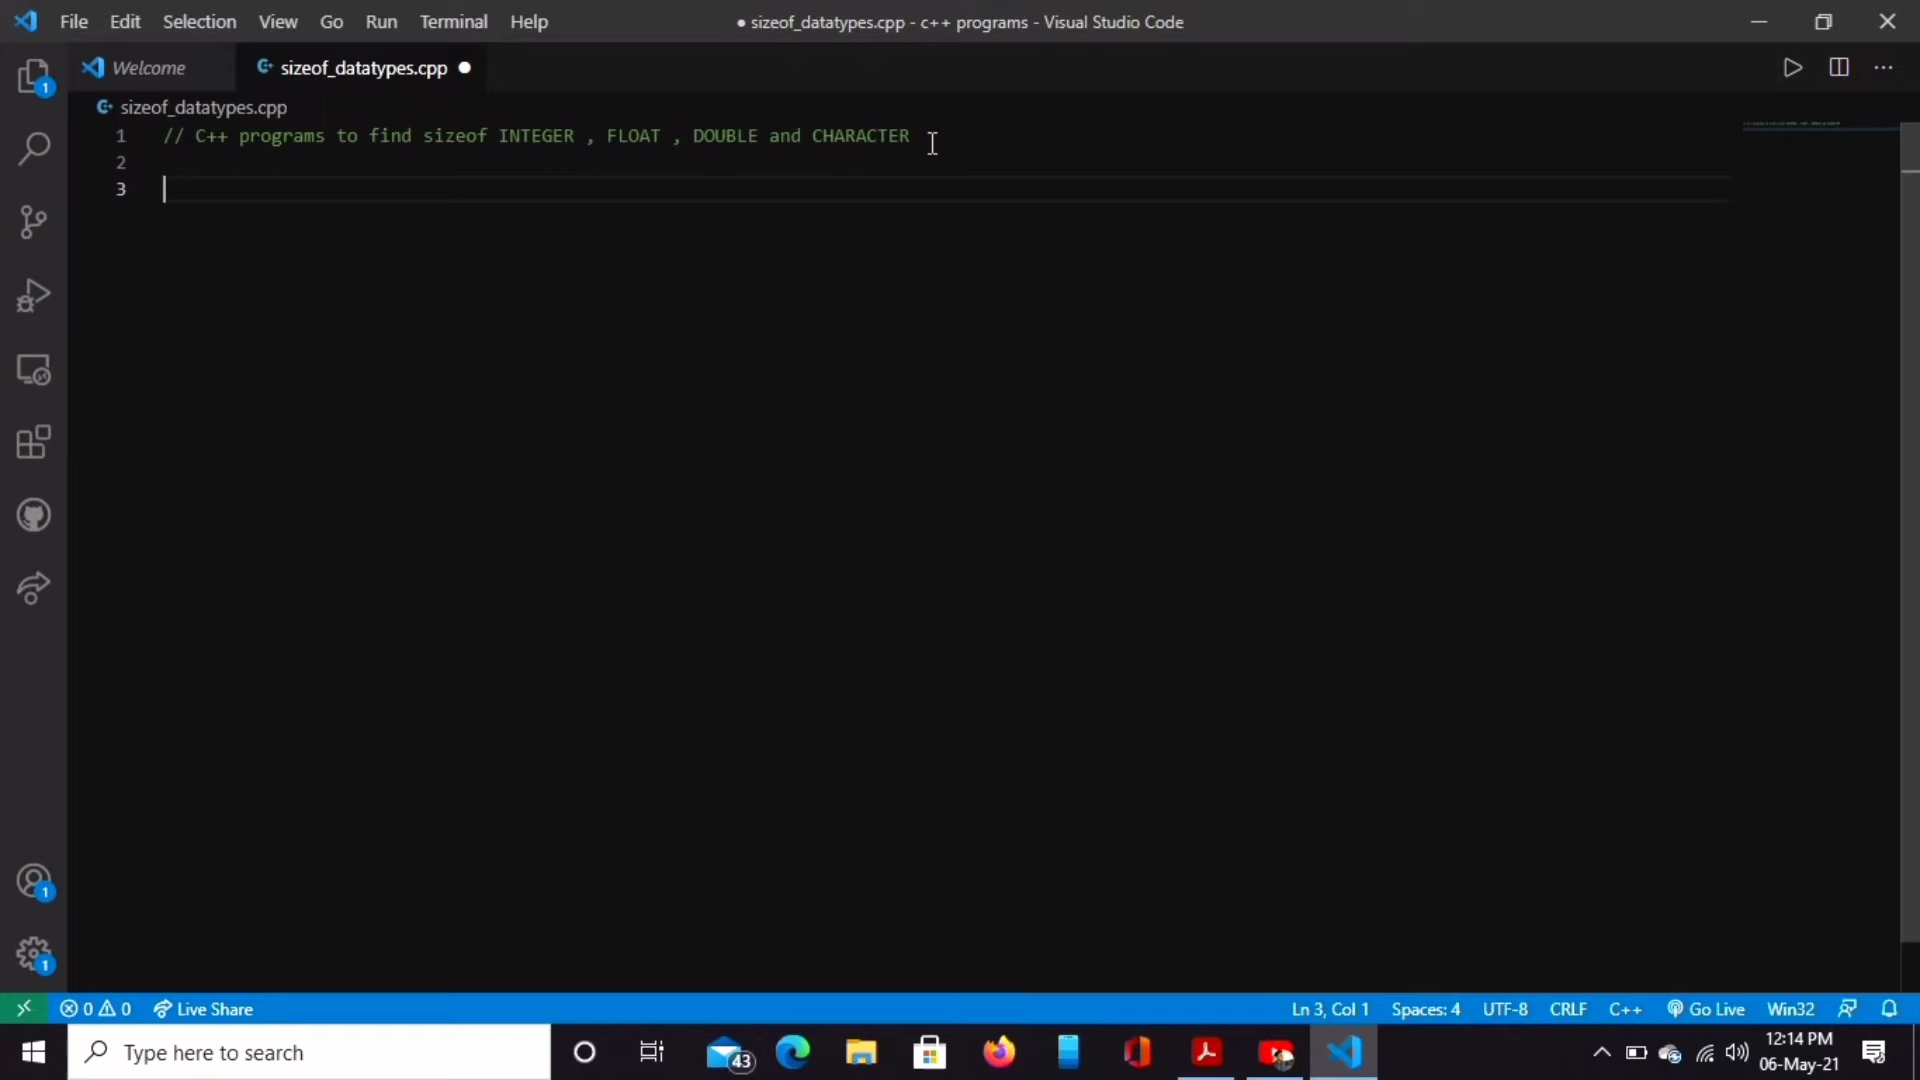 File Edit Selection View Go Run Terminal Help ● sizeof_datatypes.cpp - c++ programs - Visual Studio Code
Welcome sizeof_datatypes.cpp ●
sizeof_datatypes.cpp
1 // C++ programs to find sizeof INTEGER , FLOAT , DOUBLE and CHARACTER
2
3
1
1
1
0 0 Live Share Ln 3, Col 1 Spaces: 4 UTF-8 CRLF C++ Go Live Win32
Type here to search 43 12:14 PM
06-May-21